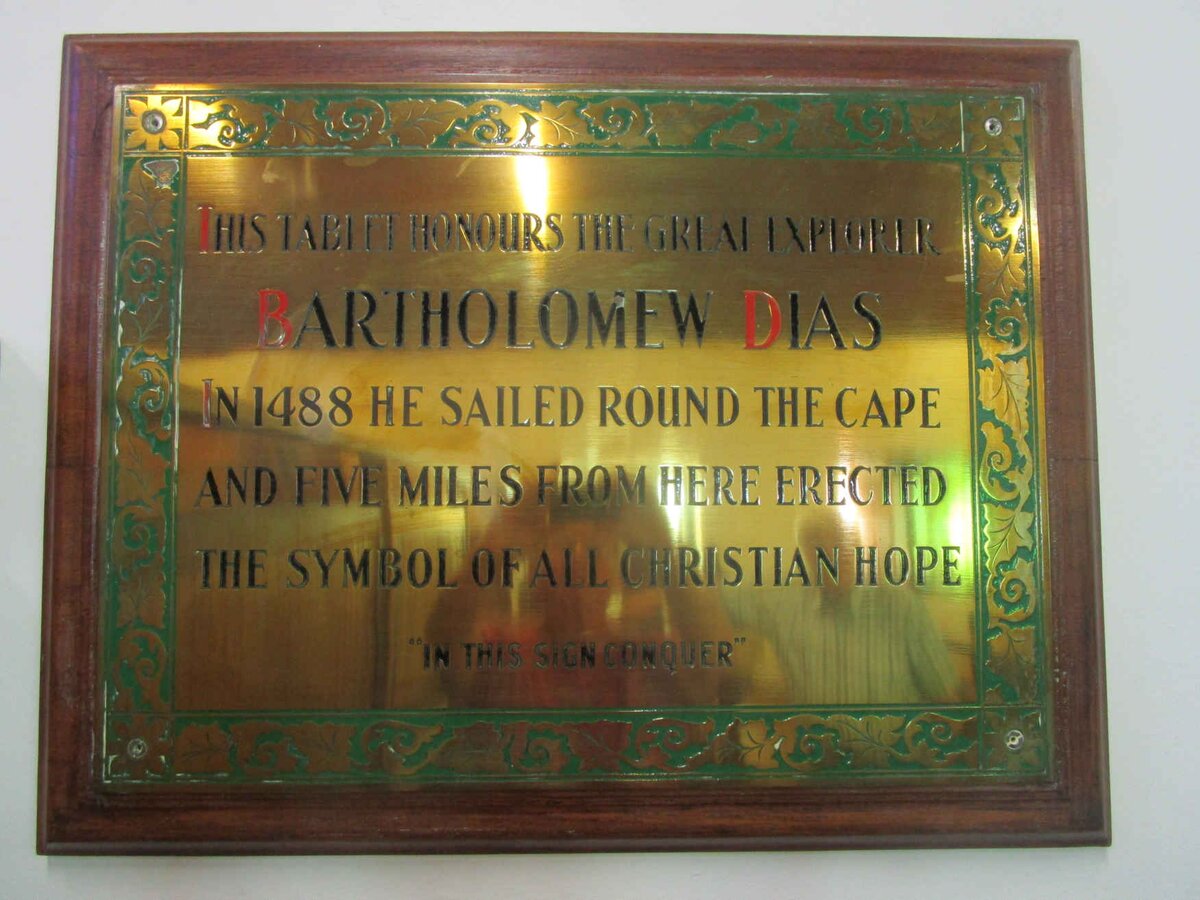 THIS TABLET HONOURS THE GREAT EXPLORER
BARTHOLOMEW DIAS
IN 1488 HE SAILED ROUND THE CAPE
AND FIVE MILES FROM HERE ERECTED
THE SYMBOL OF ALL CHRISTIAN HOPE
"IN THIS SIGN CONQUER"